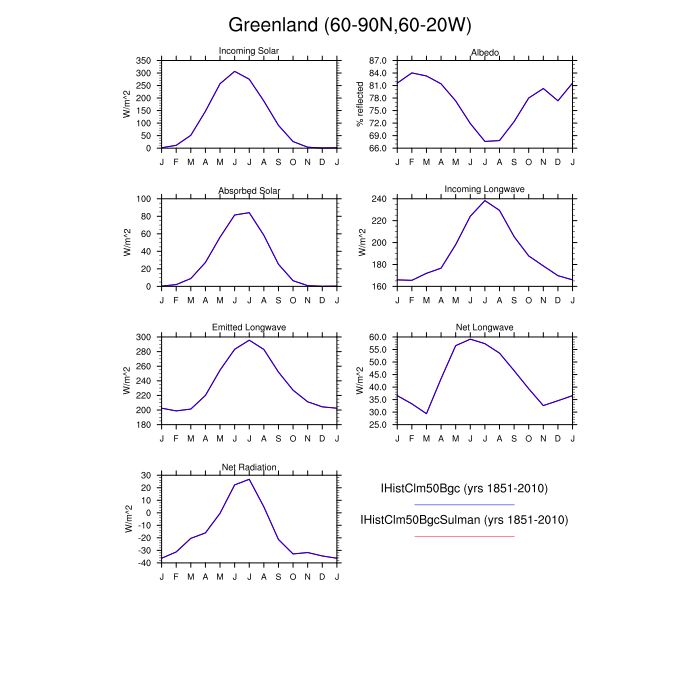 Greenland (60-90N,60-20W)
Incoming Solar
W/m^2
350
300
250
200
150
100
50
0
J F M A M J J A S O N D J
Albedo
% reflected
87.0
84.0
81.0
78.0
75.0
72.0
69.0
66.0
J F M A M J J A S O N D J
Absorbed Solar
W/m^2
100
80
60
40
20
0
J F M A M J J A S O N D J
Incoming Longwave
W/m^2
240
220
200
180
160
J F M A M J J A S O N D J
Emitted Longwave
W/m^2
300
280
260
240
220
200
180
J F M A M J J A S O N D J
Net Longwave
W/m^2
60.0
55.0
50.0
45.0
40.0
35.0
30.0
25.0
J F M A M J J A S O N D J
Net Radiation
W/m^2
30
20
10
0
-10
-20
-30
-40
J F M A M J J A S O N D J
IHistClm50Bgc (yrs 1851-2010)
IHistClm50BgcSulman (yrs 1851-2010)